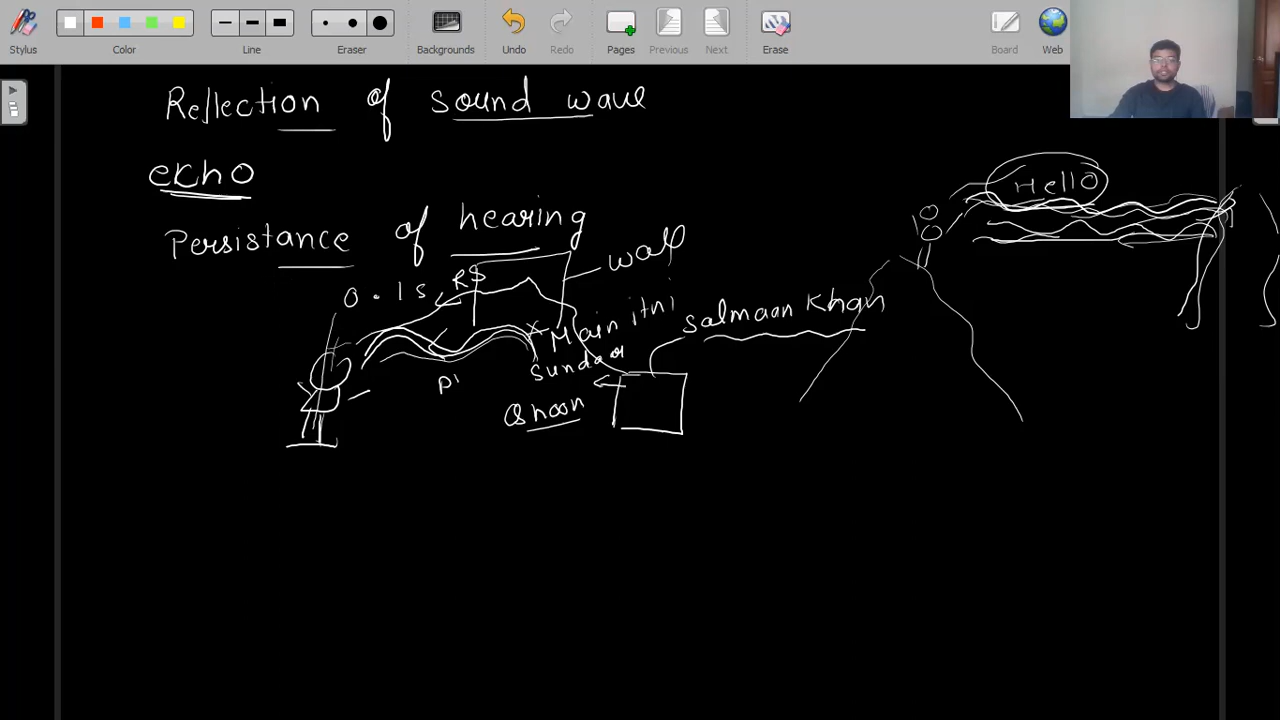 Stylus
Color
Line
Eraser
Backgrounds
Undo
Redo
Pages
Previous
Next
Erase
Board
Web
Reflection of sound wave
echo
Persistance of hearing
Hello
wall
0.1s
RS
Main itni
Salmaan Khan
Sundar
p'